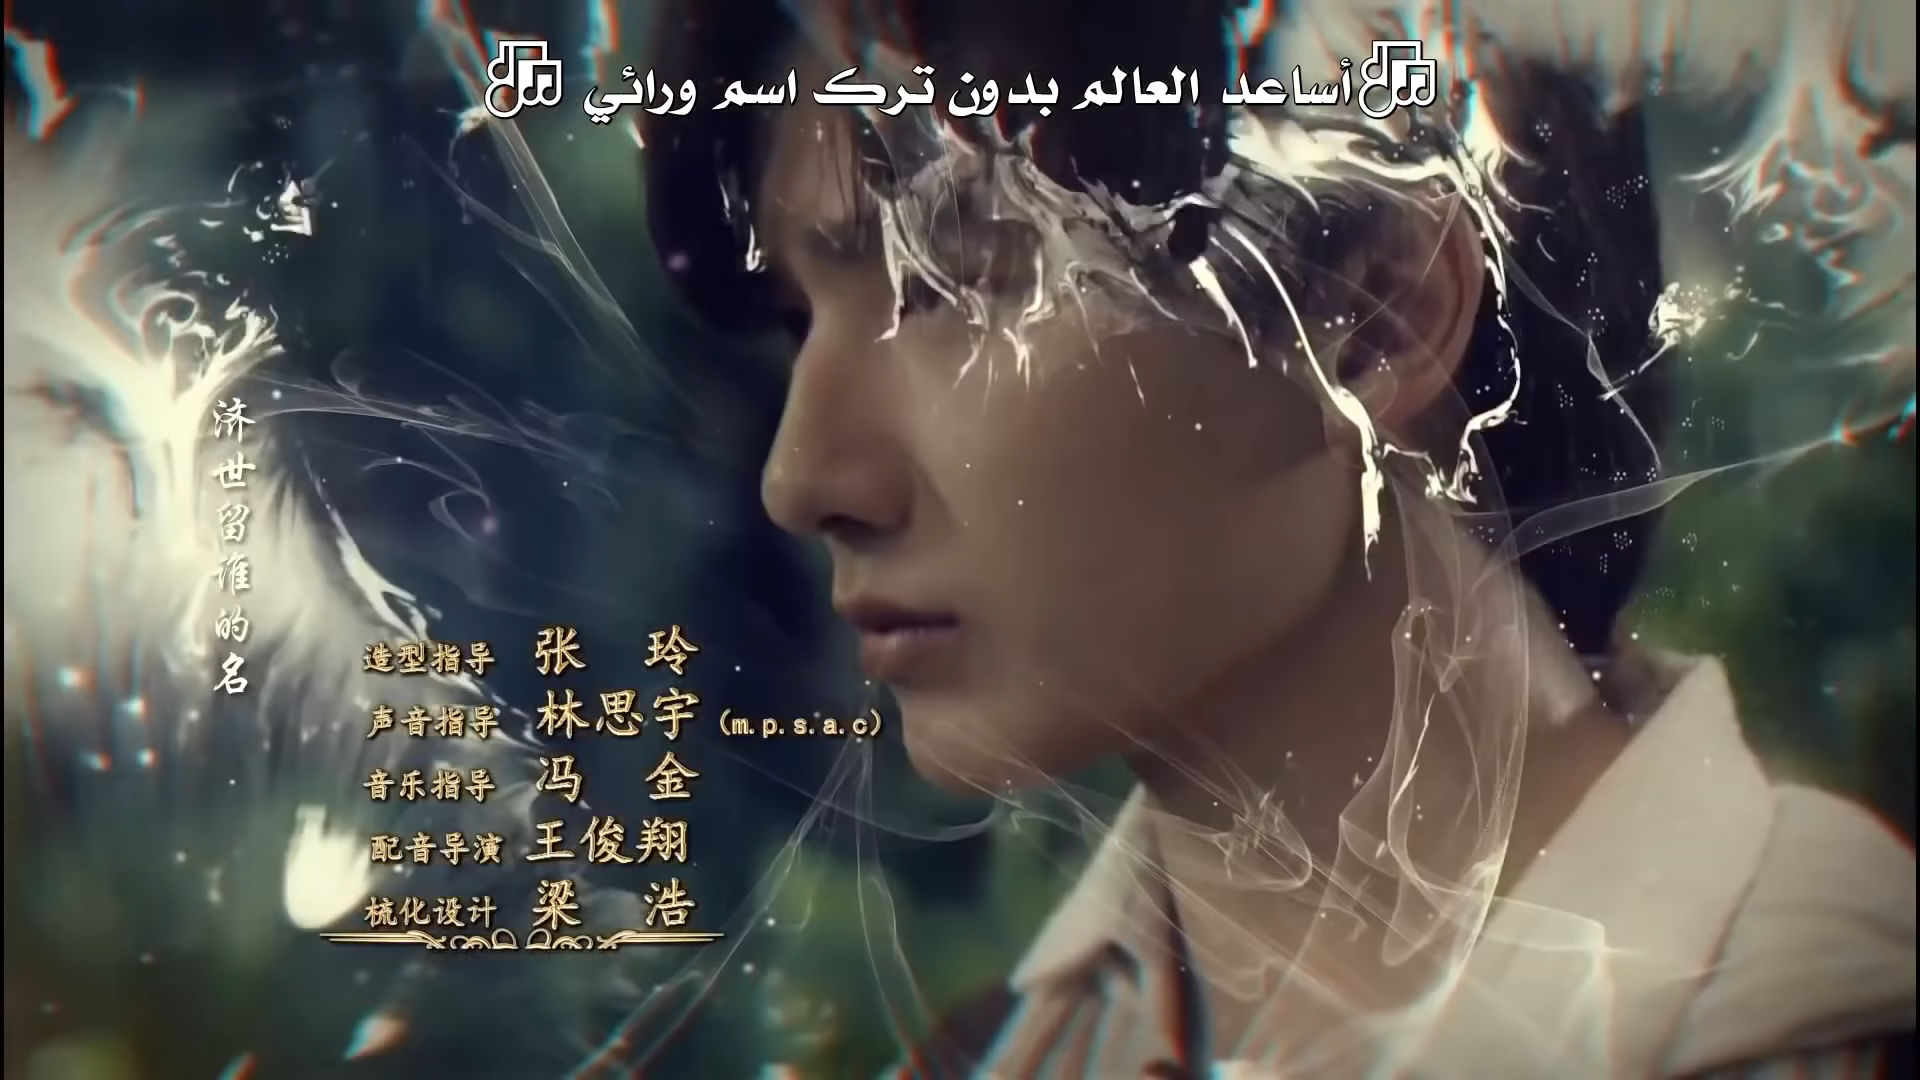 أساعد العالم بدون ترك اسم ورائي
济世留谁的名
造型指导 张 玲
声音指导 林思宇 (m.p.s.a.c)
音乐指导 冯 金
配音导演 王俊翔
梳化设计 梁 浩